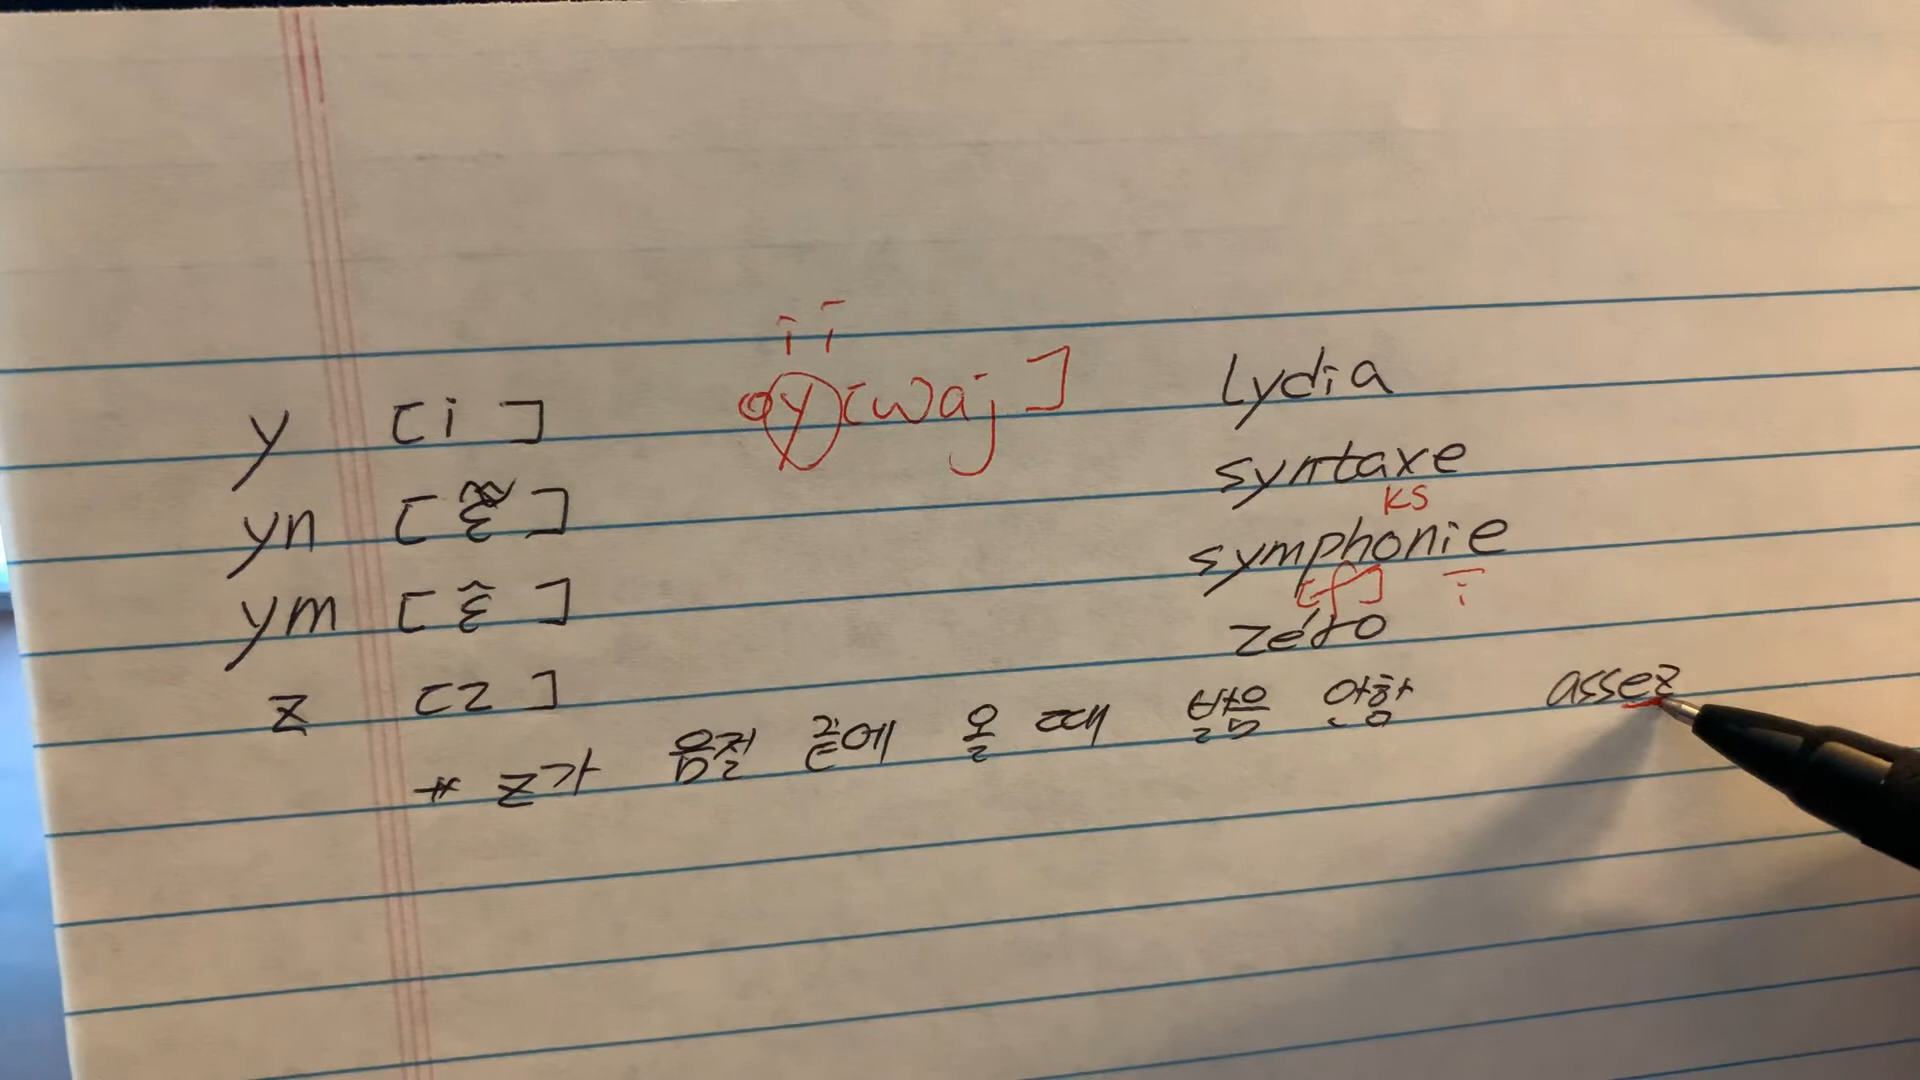 i i
y [i] oy [waj] Lydia
yn [ɛ̃] syntaxe
ks
ym [ɛ̃] symphonie
[f] i
z [z] zéro
* z가 음절 끝에 올 때 발음 안함 assez